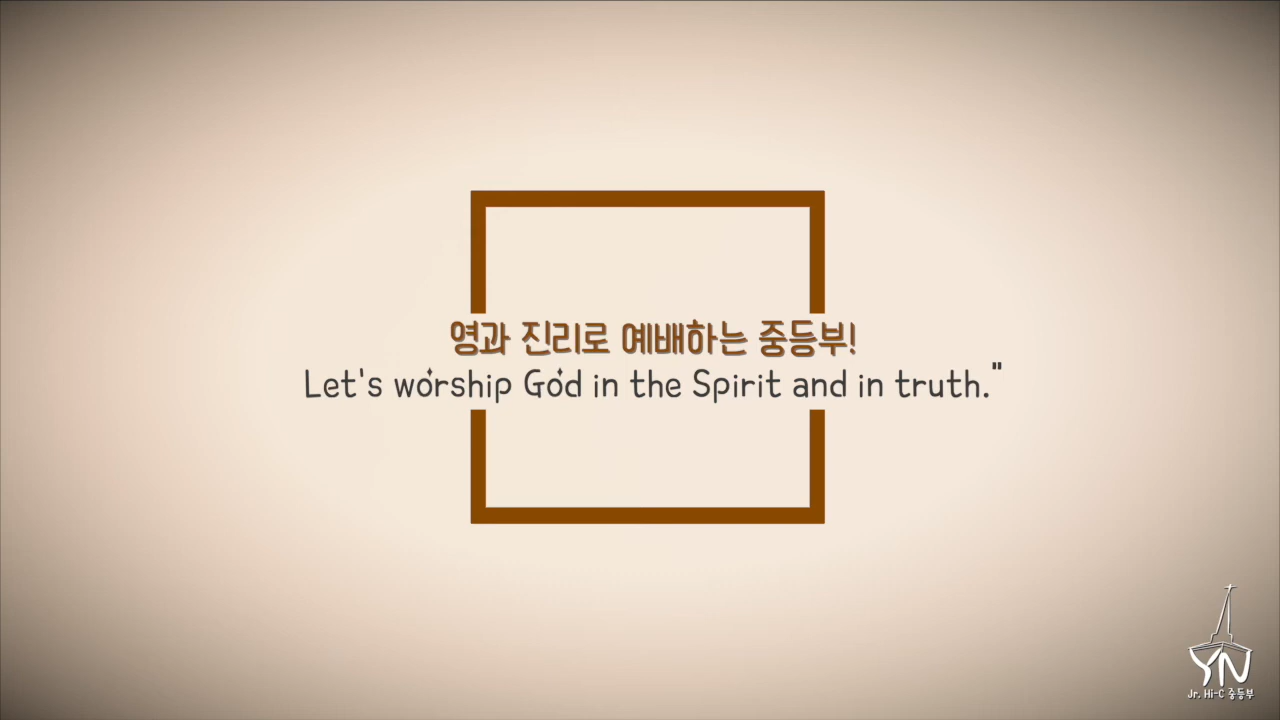 영과 진리로 예배하는 중등부!
Let's worship God in the Spirit and in truth."
YN
Jr. Hi-C 중등부